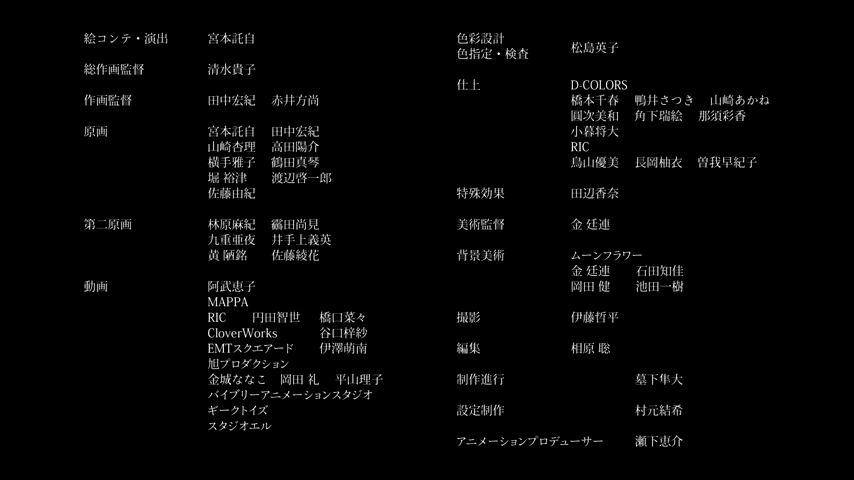 絵コンテ・演出 宮本託自
総作画監督 清水貴子
作画監督 田中宏紀 赤井方尚
原画 宮本託自 田中宏紀
山崎杏理 高田陽介
横手雅子 鶴田真琴
堀 裕津 渡辺啓一郎
佐藤由紀
第二原画 林原麻紀 靍田尚見
九重亜夜 井手上義英
黄 陋銘 佐藤綾花
動画 阿武恵子
MAPPA
RIC 円田智世 橋口菜々
CloverWorks 谷口梓紗
EMTスクエアード 伊澤萌南
旭プロダクション
金城ななこ 岡田 礼 平山理子
バイブリーアニメーションスタジオ
ギークトイズ
スタジオエル
色彩設計
色指定・検査 松島英子
仕上 D-COLORS
橋本千春 鴨井さつき 山崎あかね
圓次美和 角下瑞絵 那須彩香
小暮将大
RIC
鳥山優美 長岡柚衣 曽我早紀子
特殊効果 田辺香奈
美術監督 金 廷連
背景美術 ムーンフラワー
金 廷連 石田知佳
岡田 健 池田一樹
撮影 伊藤哲平
編集 相原 聡
制作進行 墓下隼大
設定制作 村元結希
アニメーションプロデューサー 瀬下恵介